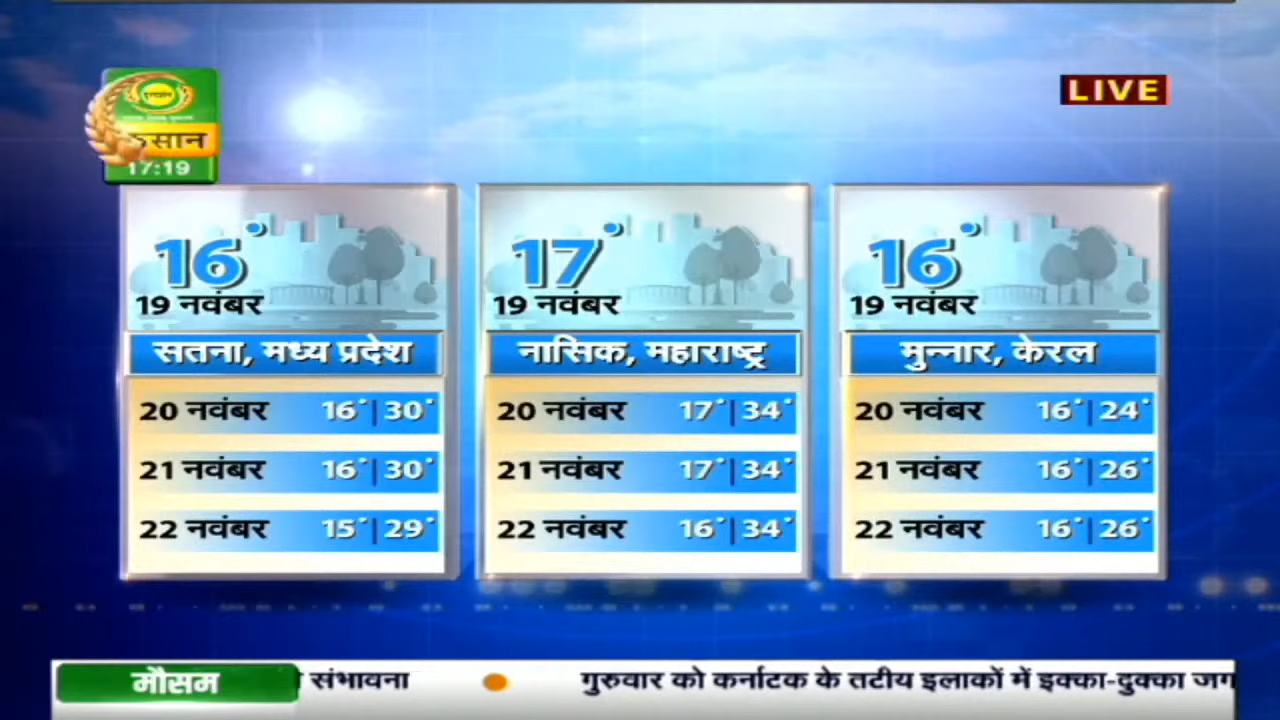 LIVE
सान
17:19
16°
19 नवंबर
सतना, मध्य प्रदेश
20 नवंबर 16° | 30°
21 नवंबर 16° | 30°
22 नवंबर 15° | 29°
17°
19 नवंबर
नासिक, महाराष्ट्र
20 नवंबर 17° | 34°
21 नवंबर 17° | 34°
22 नवंबर 16° | 34°
16°
19 नवंबर
मुन्नार, केरल
20 नवंबर 16° | 24°
21 नवंबर 16° | 26°
22 नवंबर 16° | 26°
मौसम संभावना गुरुवार को कर्नाटक के तटीय इलाकों में इक्का-दुक्का जग